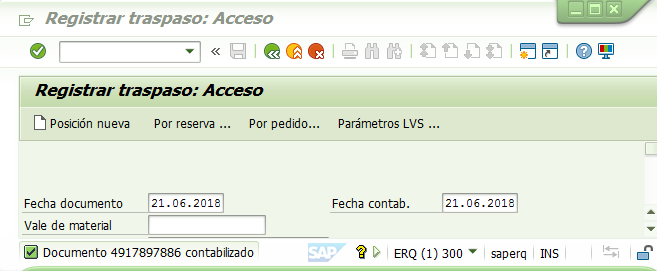 Registrar traspaso: Acceso
«
Registrar traspaso: Acceso
Posición nueva Por reserva ... Por pedido... Parámetros LVS ...
Fecha documento 21.06.2018 Fecha contab. 21.06.2018
Vale de material
Documento 4917897886 contabilizado SAP ERQ (1) 300 saperq INS